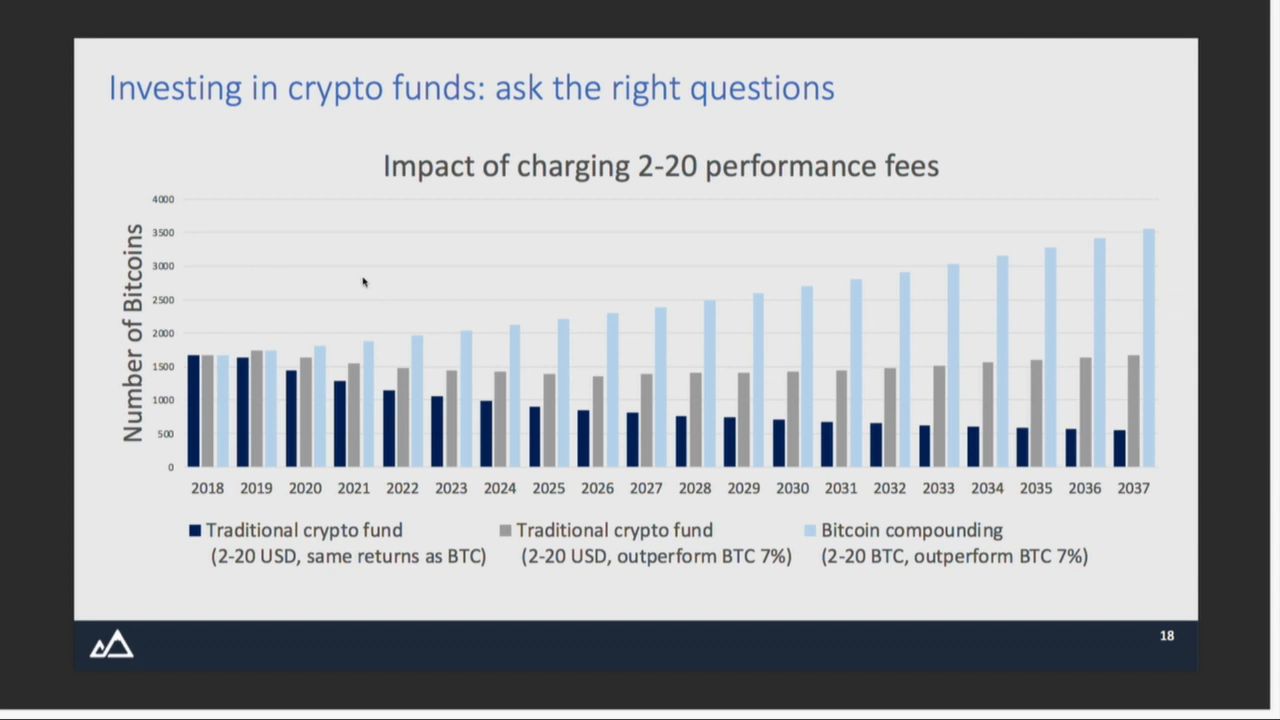 Investing in crypto funds: ask the right questions
Impact of charging 2-20 performance fees
Number of Bitcoins
4000
3500
3000
2500
2000
1500
1000
500
0
2018 2019 2020 2021 2022 2023 2024 2025 2026 2027 2028 2029 2030 2031 2032 2033 2034 2035 2036 2037
Traditional crypto fund
(2-20 USD, same returns as BTC)
Traditional crypto fund
(2-20 USD, outperform BTC 7%)
Bitcoin compounding
(2-20 BTC, outperform BTC 7%)
18